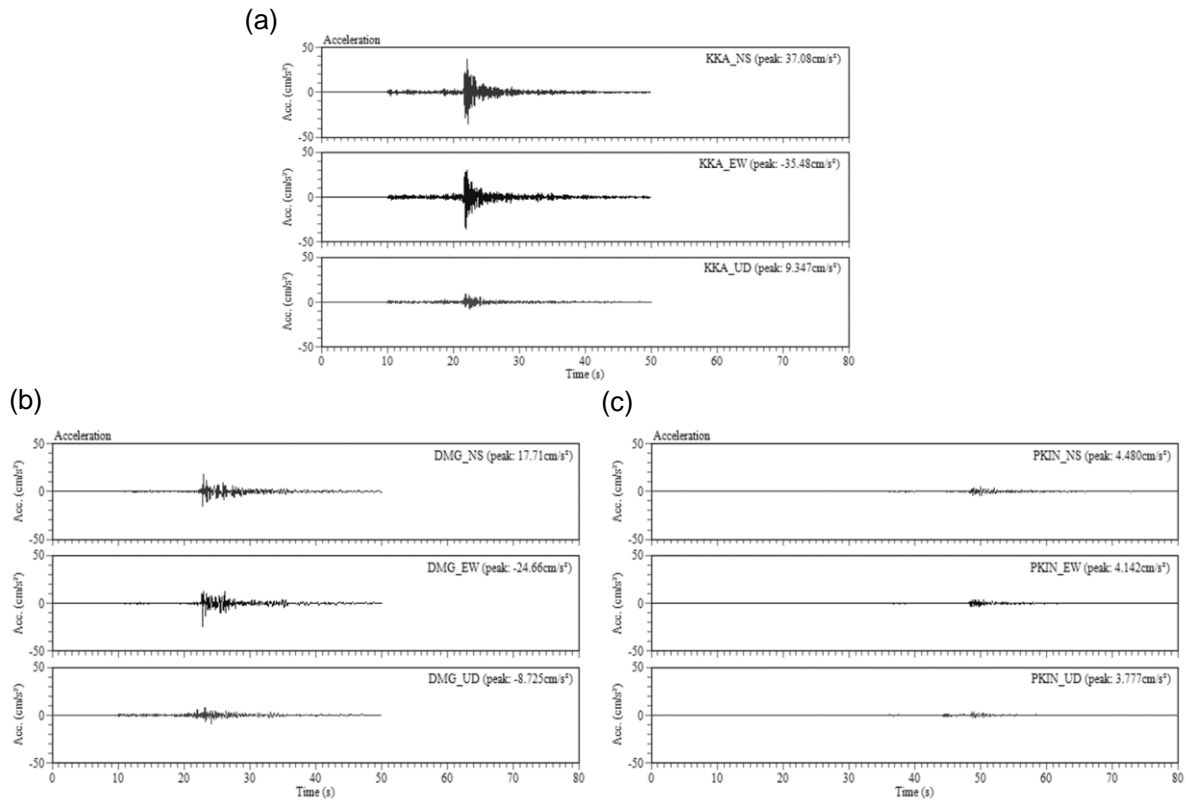 (a)
Acceleration
50
KKA_NS (peak: 37.08cm/s²)
Acc. (cm/s²)
0
-50
50
KKA_EW (peak: -35.48cm/s²)
Acc. (cm/s²)
0
-50
50
KKA_UD (peak: 9.347cm/s²)
Acc. (cm/s²)
0
-50
0 10 20 30 40 50 60 70 80
Time (s)
(b)
Acceleration
50
DMG_NS (peak: 17.71cm/s²)
Acc. (cm/s²)
0
-50
50
DMG_EW (peak: -24.66cm/s²)
Acc. (cm/s²)
0
-50
50
DMG_UD (peak: -8.725cm/s²)
Acc. (cm/s²)
0
-50
0 10 20 30 40 50 60 70 80
Time (s)
(c)
Acceleration
50
PKIN_NS (peak: 4.480cm/s²)
Acc. (cm/s²)
0
-50
50
PKIN_EW (peak: 4.142cm/s²)
Acc. (cm/s²)
0
-50
50
PKIN_UD (peak: 3.777cm/s²)
Acc. (cm/s²)
0
-50
0 10 20 30 40 50 60 70 80
Time (s)